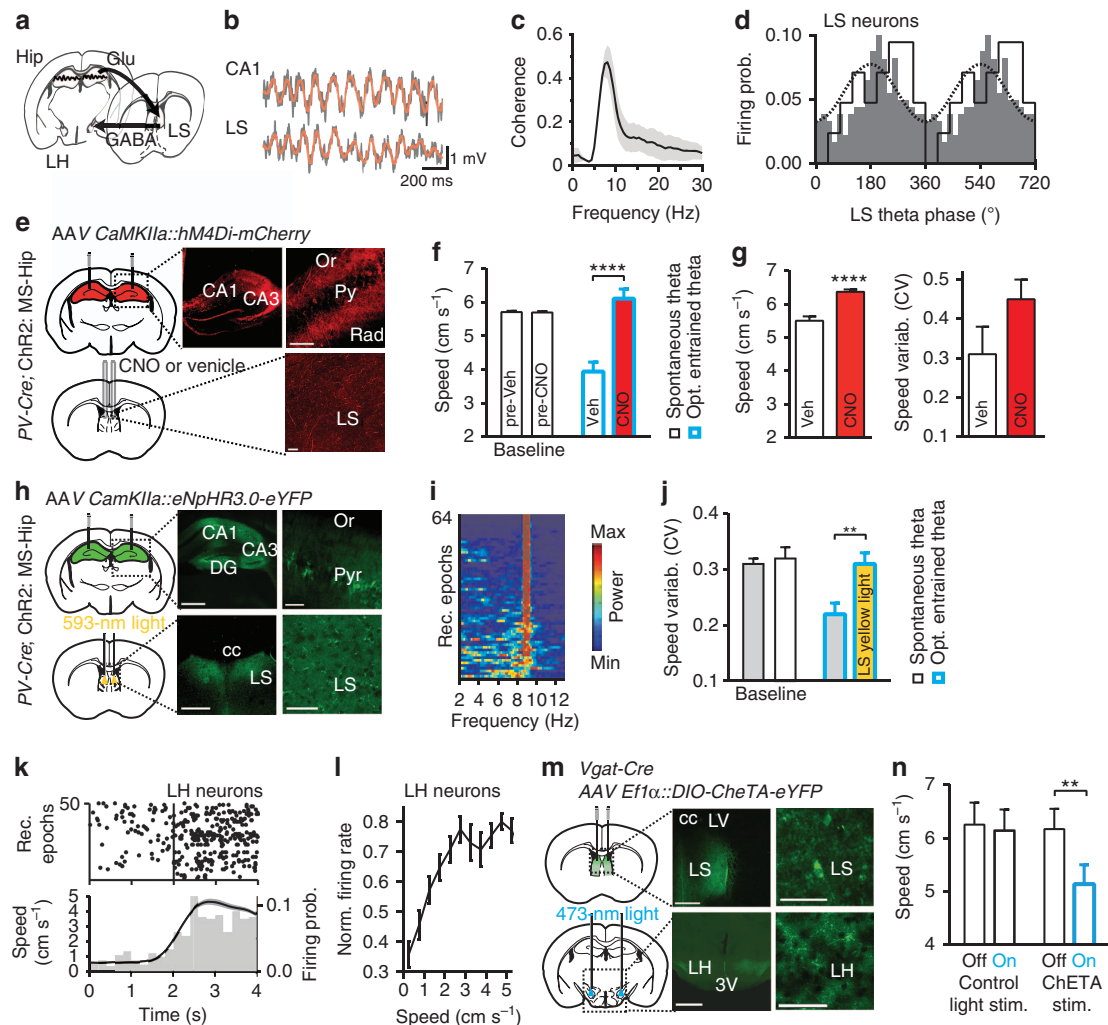 a
Hip
Glu
GABA
LS
LH
b
CA1
LS
1 mV
200 ms
c
Coherence
0.6
0.4
0.2
0
0 10 20 30
Frequency (Hz)
d
LS neurons
Firing prob.
0.10
0.05
0.00
0 180 360 540 720
LS theta phase (°)
e
AAV CaMKIIa::hM4Di-mCherry
PV-Cre; ChR2: MS-Hip
CA1
CA3
Or
Py
Rad
CNO or venicle
LS
f
Speed (cm s⁻¹)
7
6
5
4
3
2
****
pre-Veh
pre-CNO
Veh
CNO
Baseline
Spontaneous theta
Opt. entrained theta
g
Speed (cm s⁻¹)
7
6
5
4
3
2
****
Veh
CNO
Speed variab. (CV)
0.5
0.4
0.3
0.2
0.1
Veh
CNO
h
AAV CamKIIa::eNpHR3.0-eYFP
PV-Cre; ChR2: MS-Hip
CA1
CA3
DG
Or
Pyr
593-nm light
cc
LS
LS
i
64
Rec. epochs
2 4 6 8 10 12
Frequency (Hz)
Max
Power
Min
j
Speed variab. (CV)
0.4
0.3
0.2
0.1
**
LS yellow light
Baseline
Spontaneous theta
Opt. entrained theta
k
LH neurons
50
Rec.
epochs
Speed
(cm s⁻¹)
5
4
3
2
1
0
0.1
0.0
Firing prob.
0 1 2 3 4
Time (s)
l
LH neurons
Norm. firing rate
0.8
0.7
0.6
0.5
0.4
0.3
0 1 2 3 4 5
Speed (cm s⁻¹)
m
Vgat-Cre
AAV Ef1α::DIO-CheTA-eYFP
cc
LV
LS
LS
473-nm light
LH
3V
LH
n
Speed (cm s⁻¹)
7
6
5
4
**
Off On Off On
Control
light stim.
ChETA
stim.